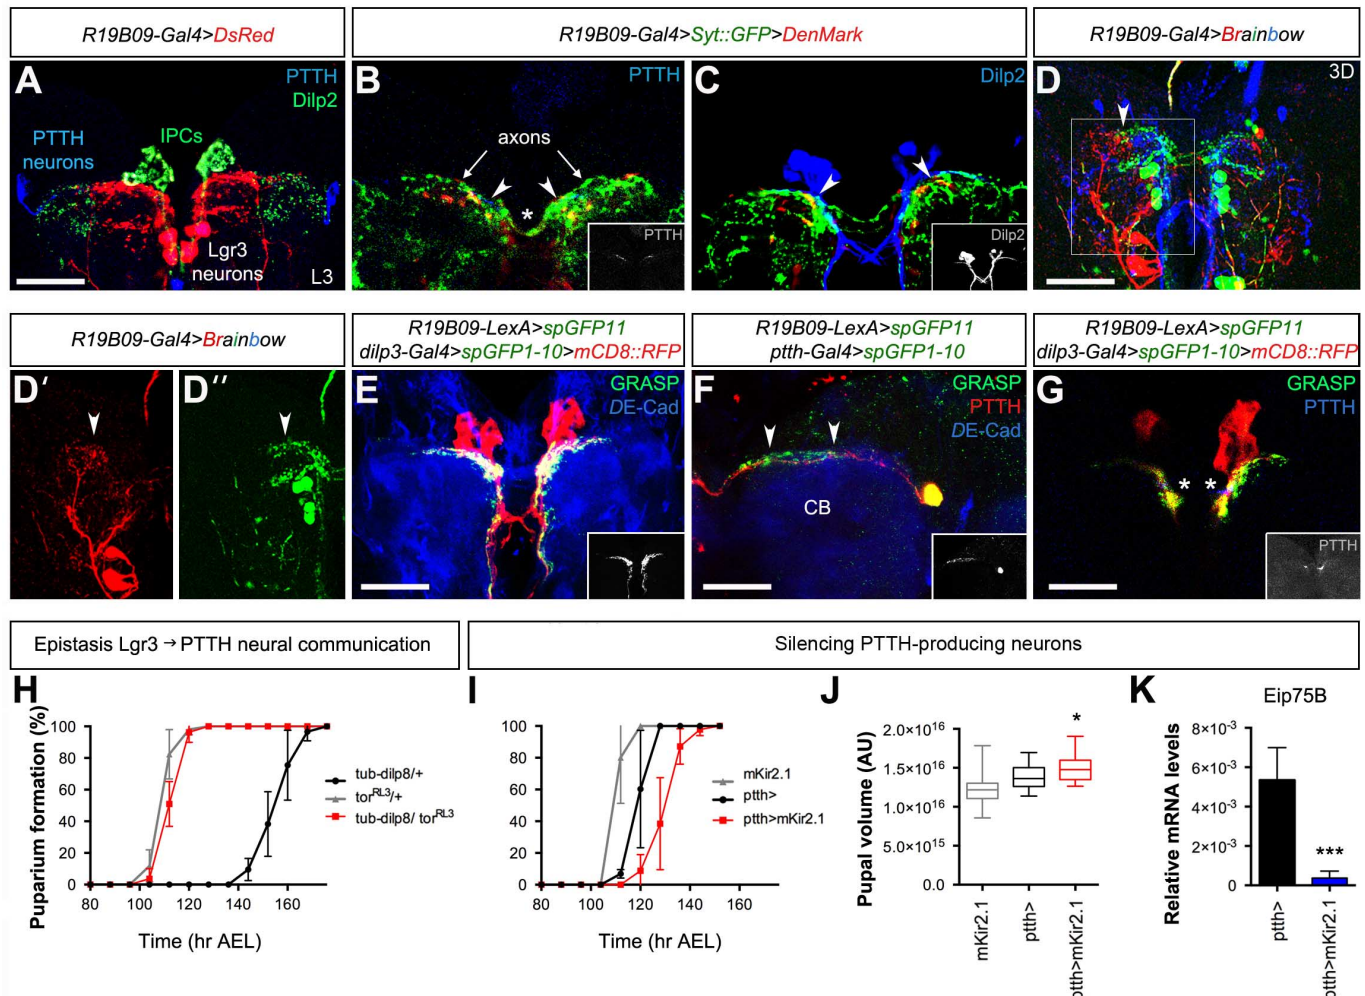 R19B09-Gal4>DsRed
R19B09-Gal4>Syt::GFP>DenMark
R19B09-Gal4>Brainbow
A
PTTH
Dilp2
PTTH
neurons
IPCs
Lgr3
neurons
L3
B
PTTH
axons
*
PTTH
C
Dilp2
Dilp2
D
3D
R19B09-Gal4>Brainbow
R19B09-LexA>spGFP11
dilp3-Gal4>spGFP1-10>mCD8::RFP
R19B09-LexA>spGFP11
ptth-Gal4>spGFP1-10
R19B09-LexA>spGFP11
dilp3-Gal4>spGFP1-10>mCD8::RFP
D'
D''
E
GRASP
DE-Cad
F
GRASP
PTTH
DE-Cad
CB
G
GRASP
PTTH
* *
PTTH
Epistasis Lgr3 → PTTH neural communication
Silencing PTTH-producing neurons
H
Puparium formation (%)
100
80
60
40
20
0
80 100 120 140 160
Time (hr AEL)
tub-dilp8/+
torRL3/+
tub-dilp8/ torRL3
I
100
80
60
40
20
0
80 100 120 140 160
Time (hr AEL)
mKir2.1
ptth>
ptth>mKir2.1
J
Pupal volume (AU)
2.0×10^16
1.5×10^16
1.0×10^16
5.0×10^15
0.0
*
mKir2.1
ptth>
ptth>mKir2.1
K
Eip75B
Relative mRNA levels
8×10^-3
6×10^-3
4×10^-3
2×10^-3
0
***
ptth>
ptth>mKir2.1